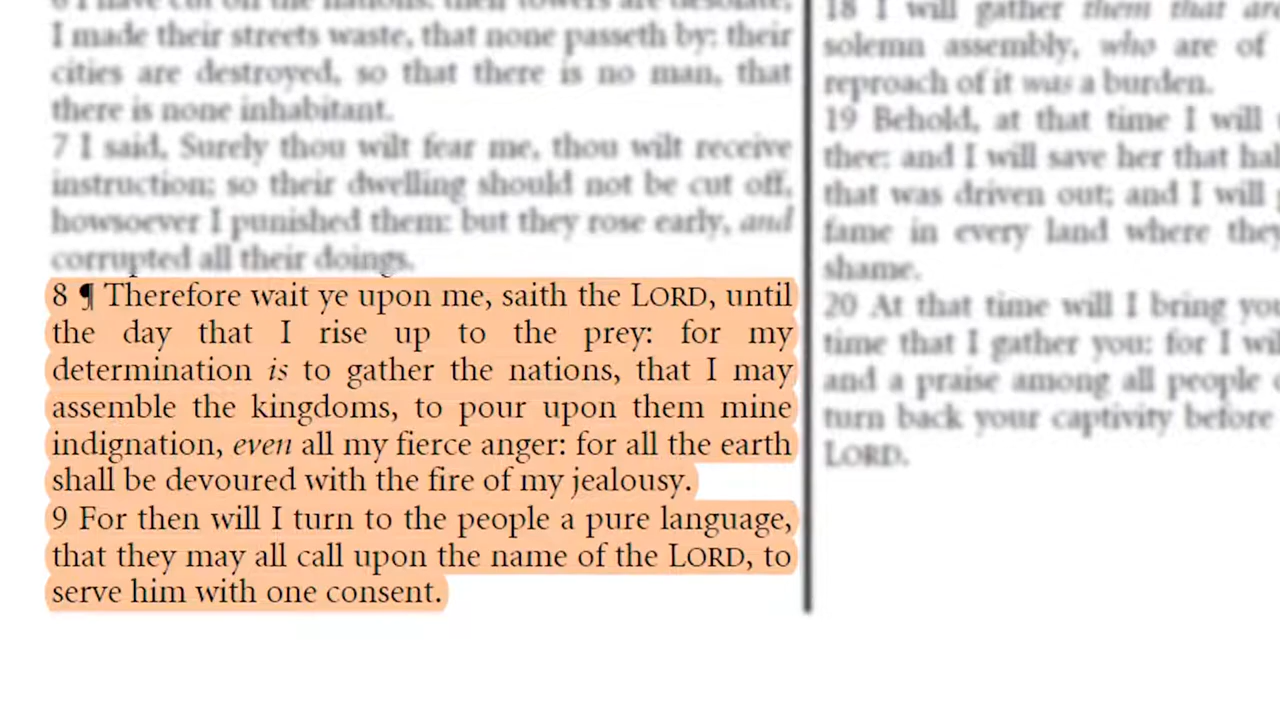 I made their streets waste, that none passeth by: their
cities are destroyed, so that there is no man, that
there is none inhabitant.
7 I said, Surely thou wilt fear me, thou wilt receive
instruction; so their dwelling should not be cut off,
howsoever I punished them: but they rose early, and
corrupted all their doings.
8 ¶ Therefore wait ye upon me, saith the LORD, until
the day that I rise up to the prey: for my
determination is to gather the nations, that I may
assemble the kingdoms, to pour upon them mine
indignation, even all my fierce anger: for all the earth
shall be devoured with the fire of my jealousy.
9 For then will I turn to the people a pure language,
that they may all call upon the name of the LORD, to
serve him with one consent.
18 I will gather them that are
solemn assembly, who are of
reproach of it was a burden.
19 Behold, at that time I will
thee: and I will save her that hal
that was driven out; and I will
fame in every land where they
shame.
20 At that time will I bring you
time that I gather you: for I wil
and a praise among all people
turn back your captivity before
LORD.